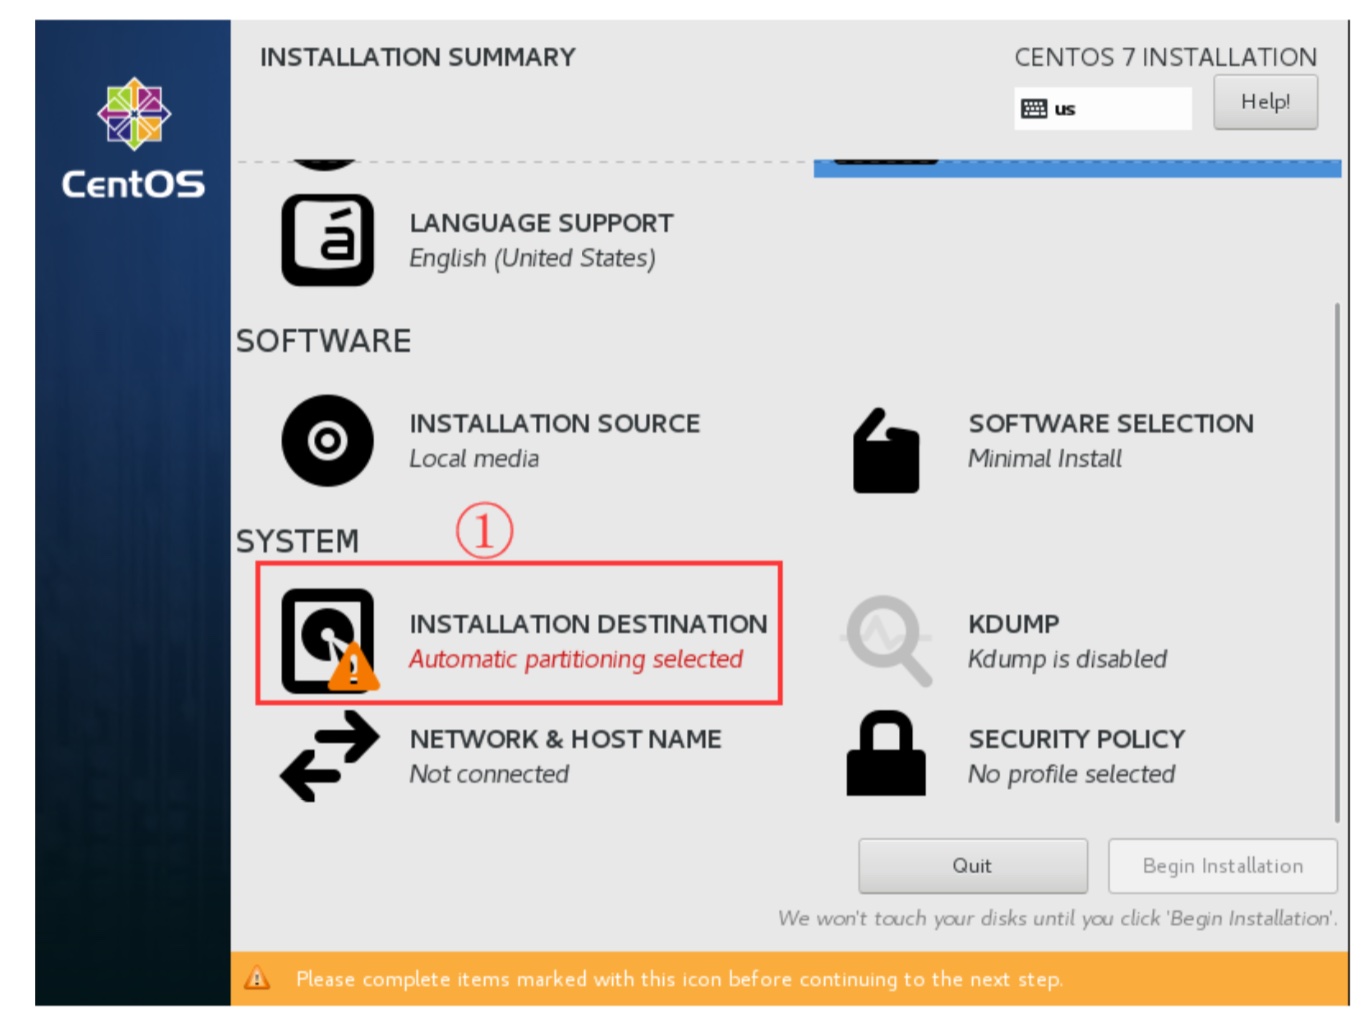 INSTALLATION SUMMARY
CENTOS 7 INSTALLATION
us
Help!
CentOS
á
LANGUAGE SUPPORT
English (United States)
SOFTWARE
INSTALLATION SOURCE
Local media
SOFTWARE SELECTION
Minimal Install
SYSTEM
①
INSTALLATION DESTINATION
Automatic partitioning selected
KDUMP
Kdump is disabled
NETWORK & HOST NAME
Not connected
SECURITY POLICY
No profile selected
Quit
Begin Installation
We won't touch your disks until you click 'Begin Installation'.
Please complete items marked with this icon before continuing to the next step.